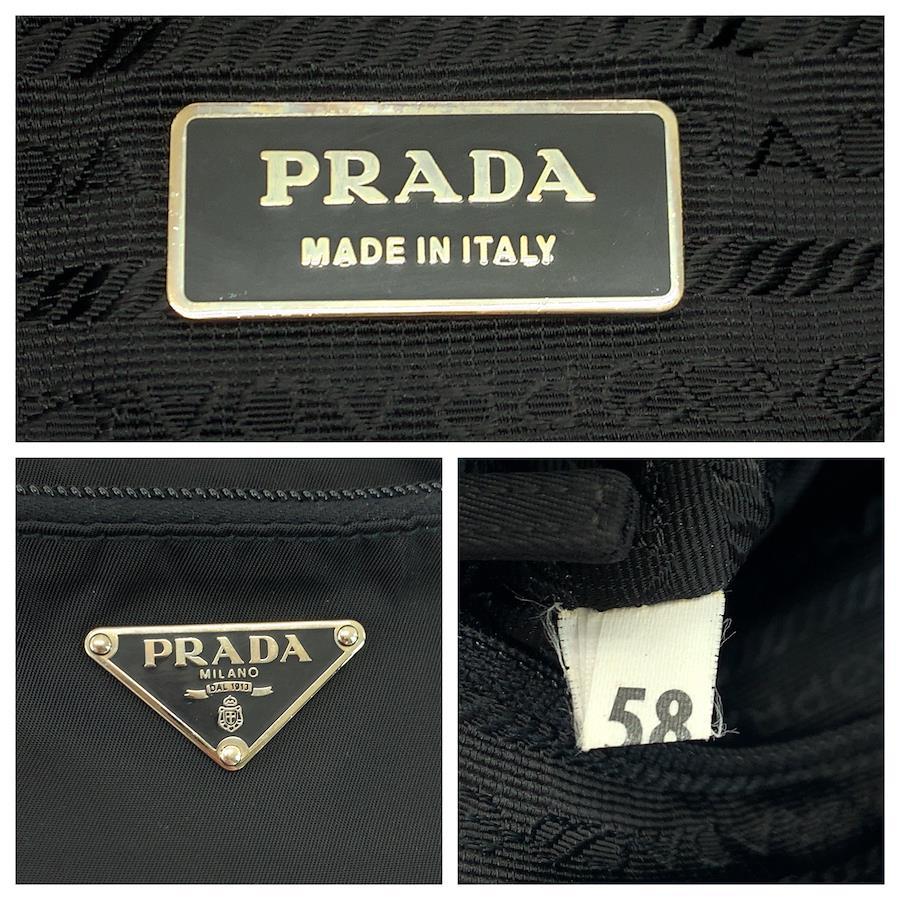 PRADA
MADE IN ITALY
PRADA
MILANO
DAL 1913
58